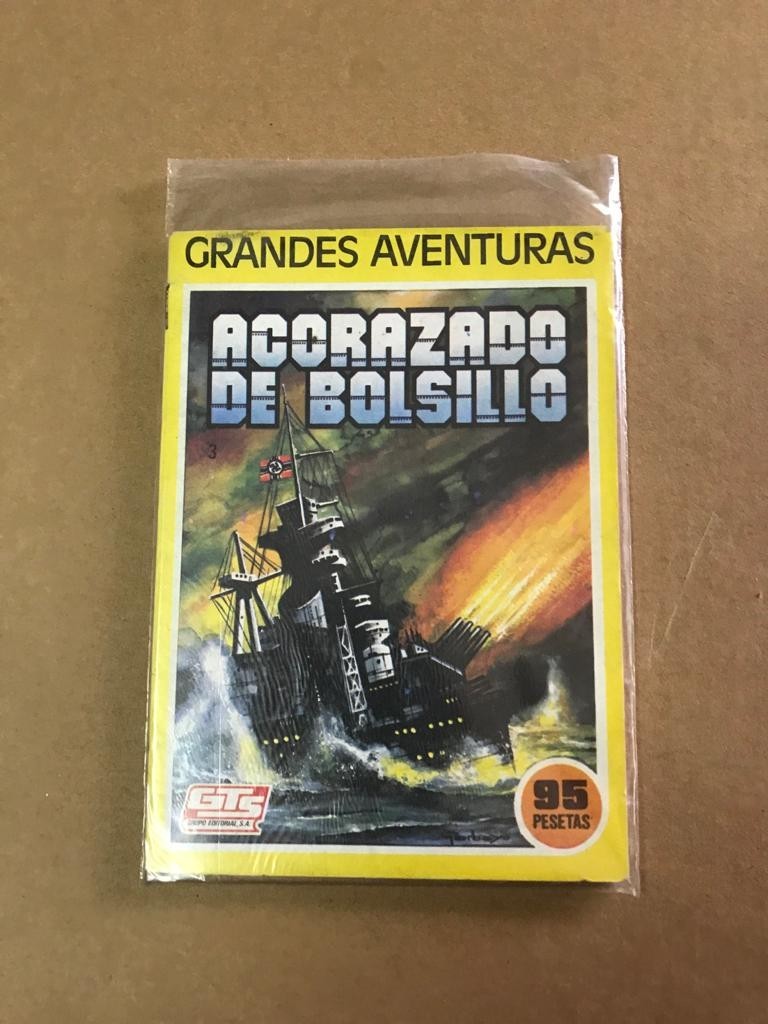 GRANDES AVENTURAS
ACORAZADO
DE BOLSILLO
3
GTS
GRUPO EDITORIAL, S.A.
95
PESETAS